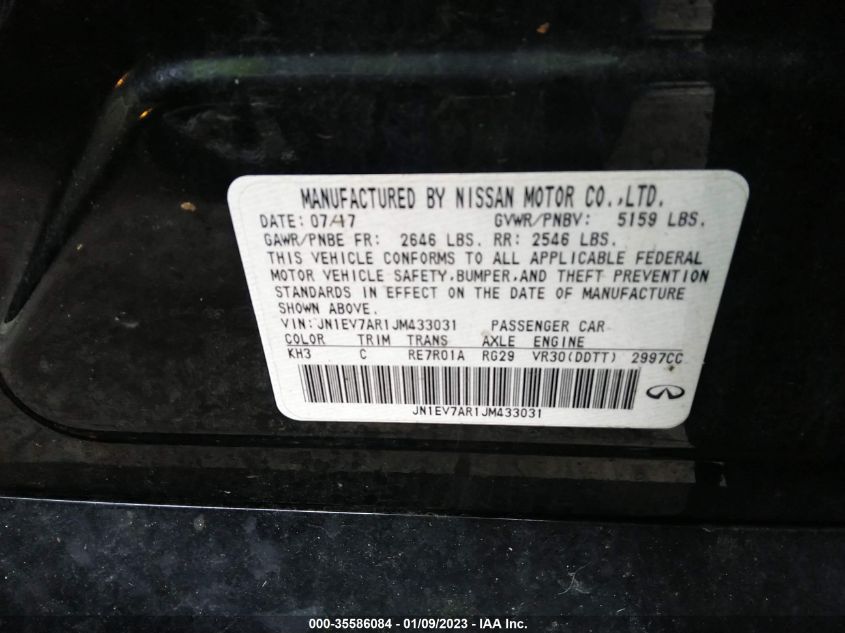 MANUFACTURED BY NISSAN MOTOR CO.,LTD.
DATE: 07/17 GVWR/PNBV: 5159 LBS.
GAWR/PNBE FR: 2646 LBS. RR: 2546 LBS.
THIS VEHICLE CONFORMS TO ALL APPLICABLE FEDERAL
MOTOR VEHICLE SAFETY,BUMPER,AND THEFT PREVENTION
STANDARDS IN EFFECT ON THE DATE OF MANUFACTURE
SHOWN ABOVE.
VIN: JN1EV7AR1JM433031 PASSENGER CAR
COLOR TRIM TRANS AXLE ENGINE
KH3 C RE7R01A RG29 VR30(DDTT) 2997CC
JN1EV7AR1JM433031
000-35586084 - 01/09/2023 - IAA Inc.